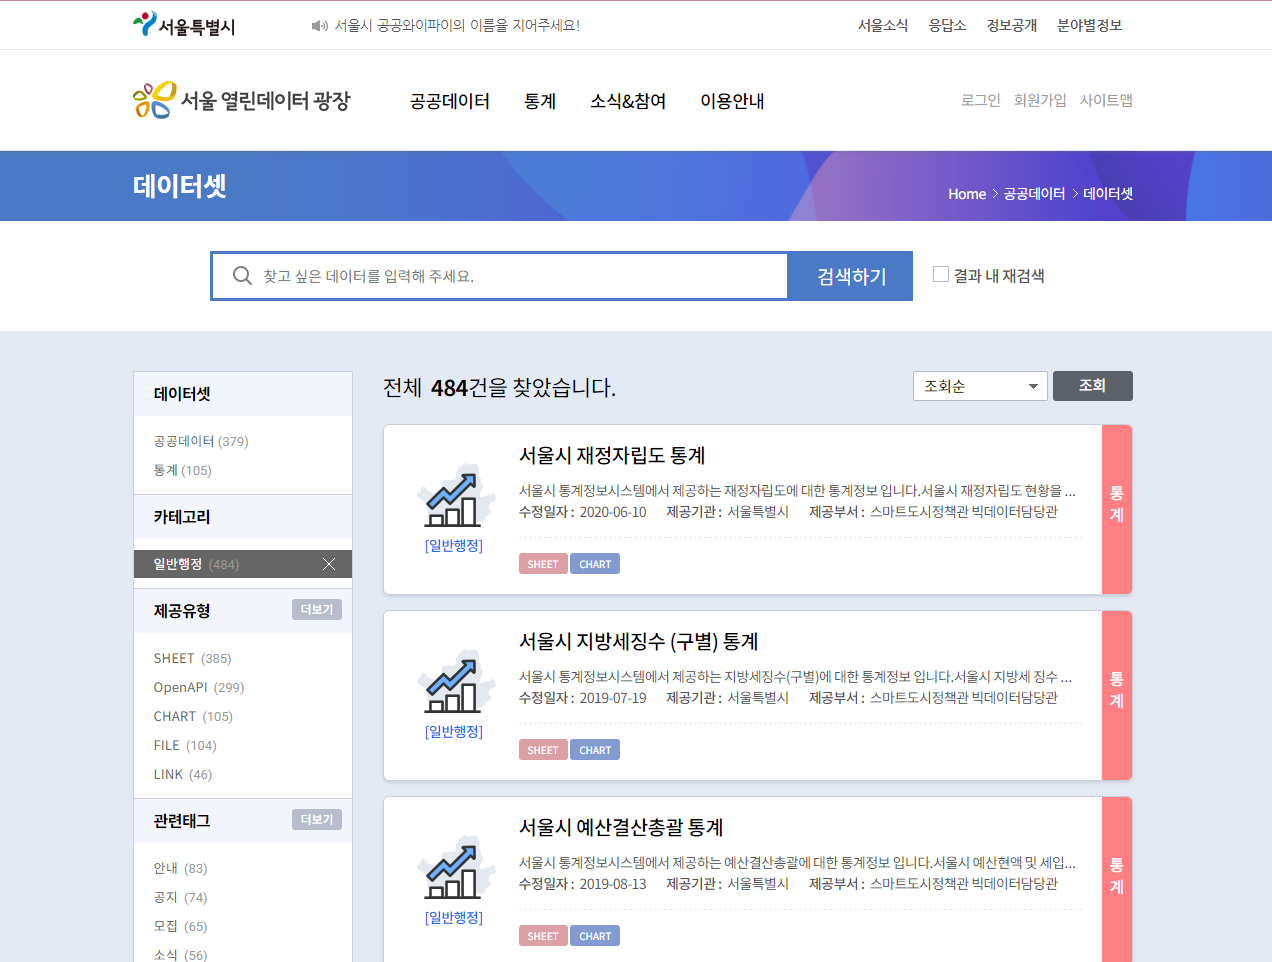 서울특별시
서울시 공공와이파이의 이름을 지어주세요!
서울소식 응답소 정보공개 분야별정보
서울 열린데이터 광장
공공데이터 통계 소식&참여 이용안내
로그인 회원가입 사이트맵
데이터셋
Home > 공공데이터 > 데이터셋
찾고 싶은 데이터를 입력해 주세요.
검색하기
결과 내 재검색
데이터셋
공공데이터 (379)
통계 (105)
카테고리
일반행정 (484)
제공유형 더보기
SHEET (385)
OpenAPI (299)
CHART (105)
FILE (104)
LINK (46)
관련태그 더보기
안내 (83)
공지 (74)
모집 (65)
소식 (56)
전체 484건을 찾았습니다.
조회순
조회
서울시 재정자립도 통계
서울시 통계정보시스템에서 제공하는 재정자립도에 대한 통계정보 입니다.서울시 재정자립도 현황을 ...
수정일자 : 2020-06-10 제공기관 : 서울특별시 제공부서 : 스마트도시정책관 빅데이터담당관
[일반행정]
SHEET CHART
통계
서울시 지방세징수 (구별) 통계
서울시 통계정보시스템에서 제공하는 지방세징수(구별)에 대한 통계정보 입니다.서울시 지방세 징수 ...
수정일자 : 2019-07-19 제공기관 : 서울특별시 제공부서 : 스마트도시정책관 빅데이터담당관
[일반행정]
SHEET CHART
통계
서울시 예산결산총괄 통계
서울시 통계정보시스템에서 제공하는 예산결산총괄에 대한 통계정보 입니다.서울시 예산현액 및 세입...
수정일자 : 2019-08-13 제공기관 : 서울특별시 제공부서 : 스마트도시정책관 빅데이터담당관
[일반행정]
SHEET CHART
통계